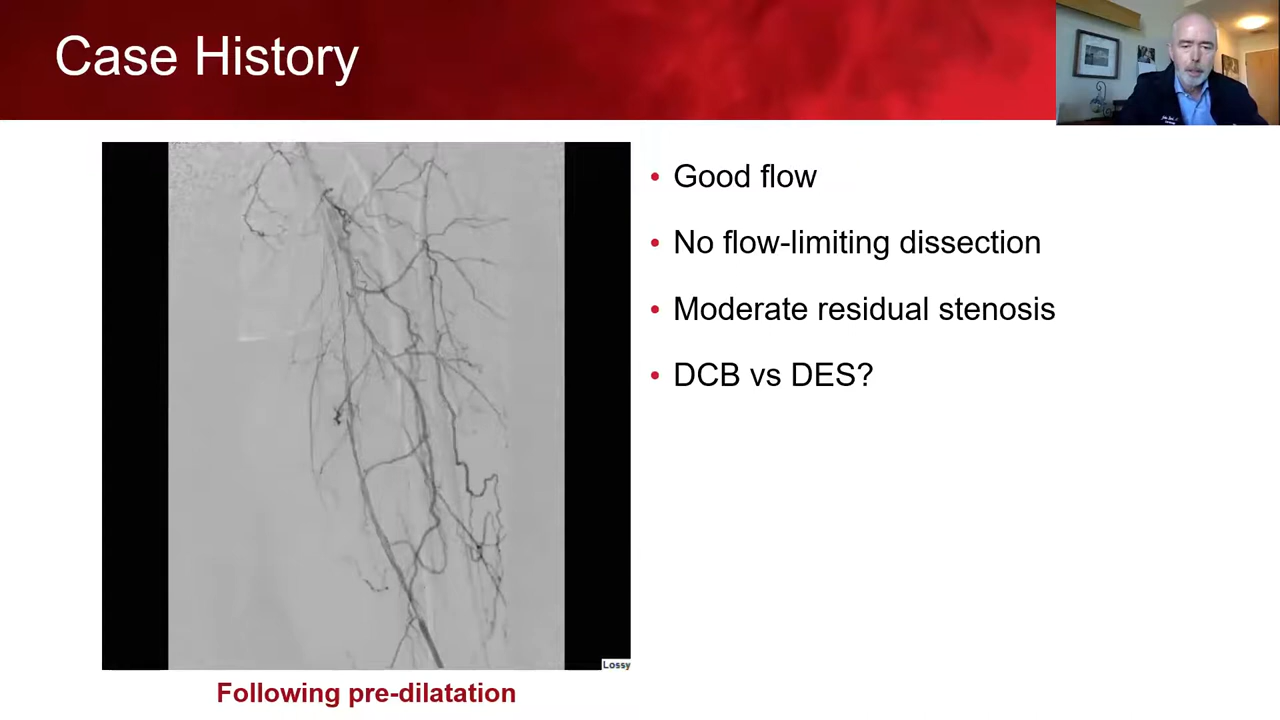 Case History
Good flow
No flow-limiting dissection
Moderate residual stenosis
DCB vs DES?
Lossy
Following pre-dilatation